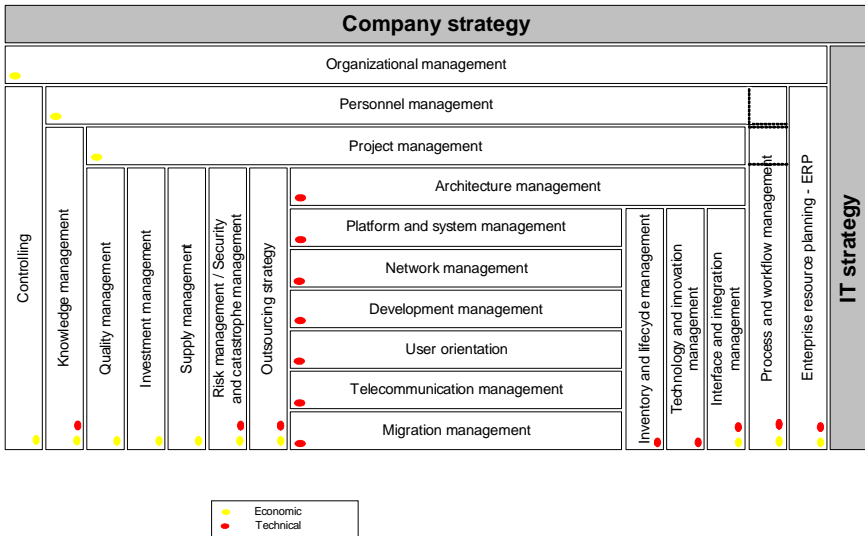 Company strategy
Organizational management
Personnel management
Project management
Architecture management
Platform and system management
Network management
Development management
User orientation
Telecommunication management
Migration management
Controlling
Knowledge management
Quality management
Investment management
Supply management
Risk management / Security
and catastrophe management
Outsourcing strategy
Inventory and lifecycle management
Technology and innovation
management
Interface and integration
management
Process and workflow management
Enterprise resource planning - ERP
IT strategy
Economic
Technical